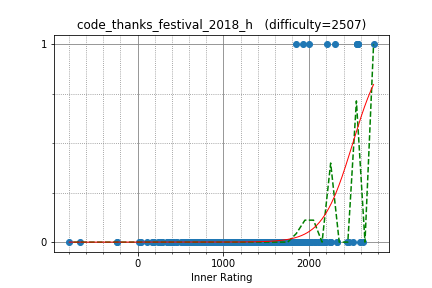 code_thanks_festival_2018_h   (difficulty=2507)
1
0
0
1000
2000
Inner Rating